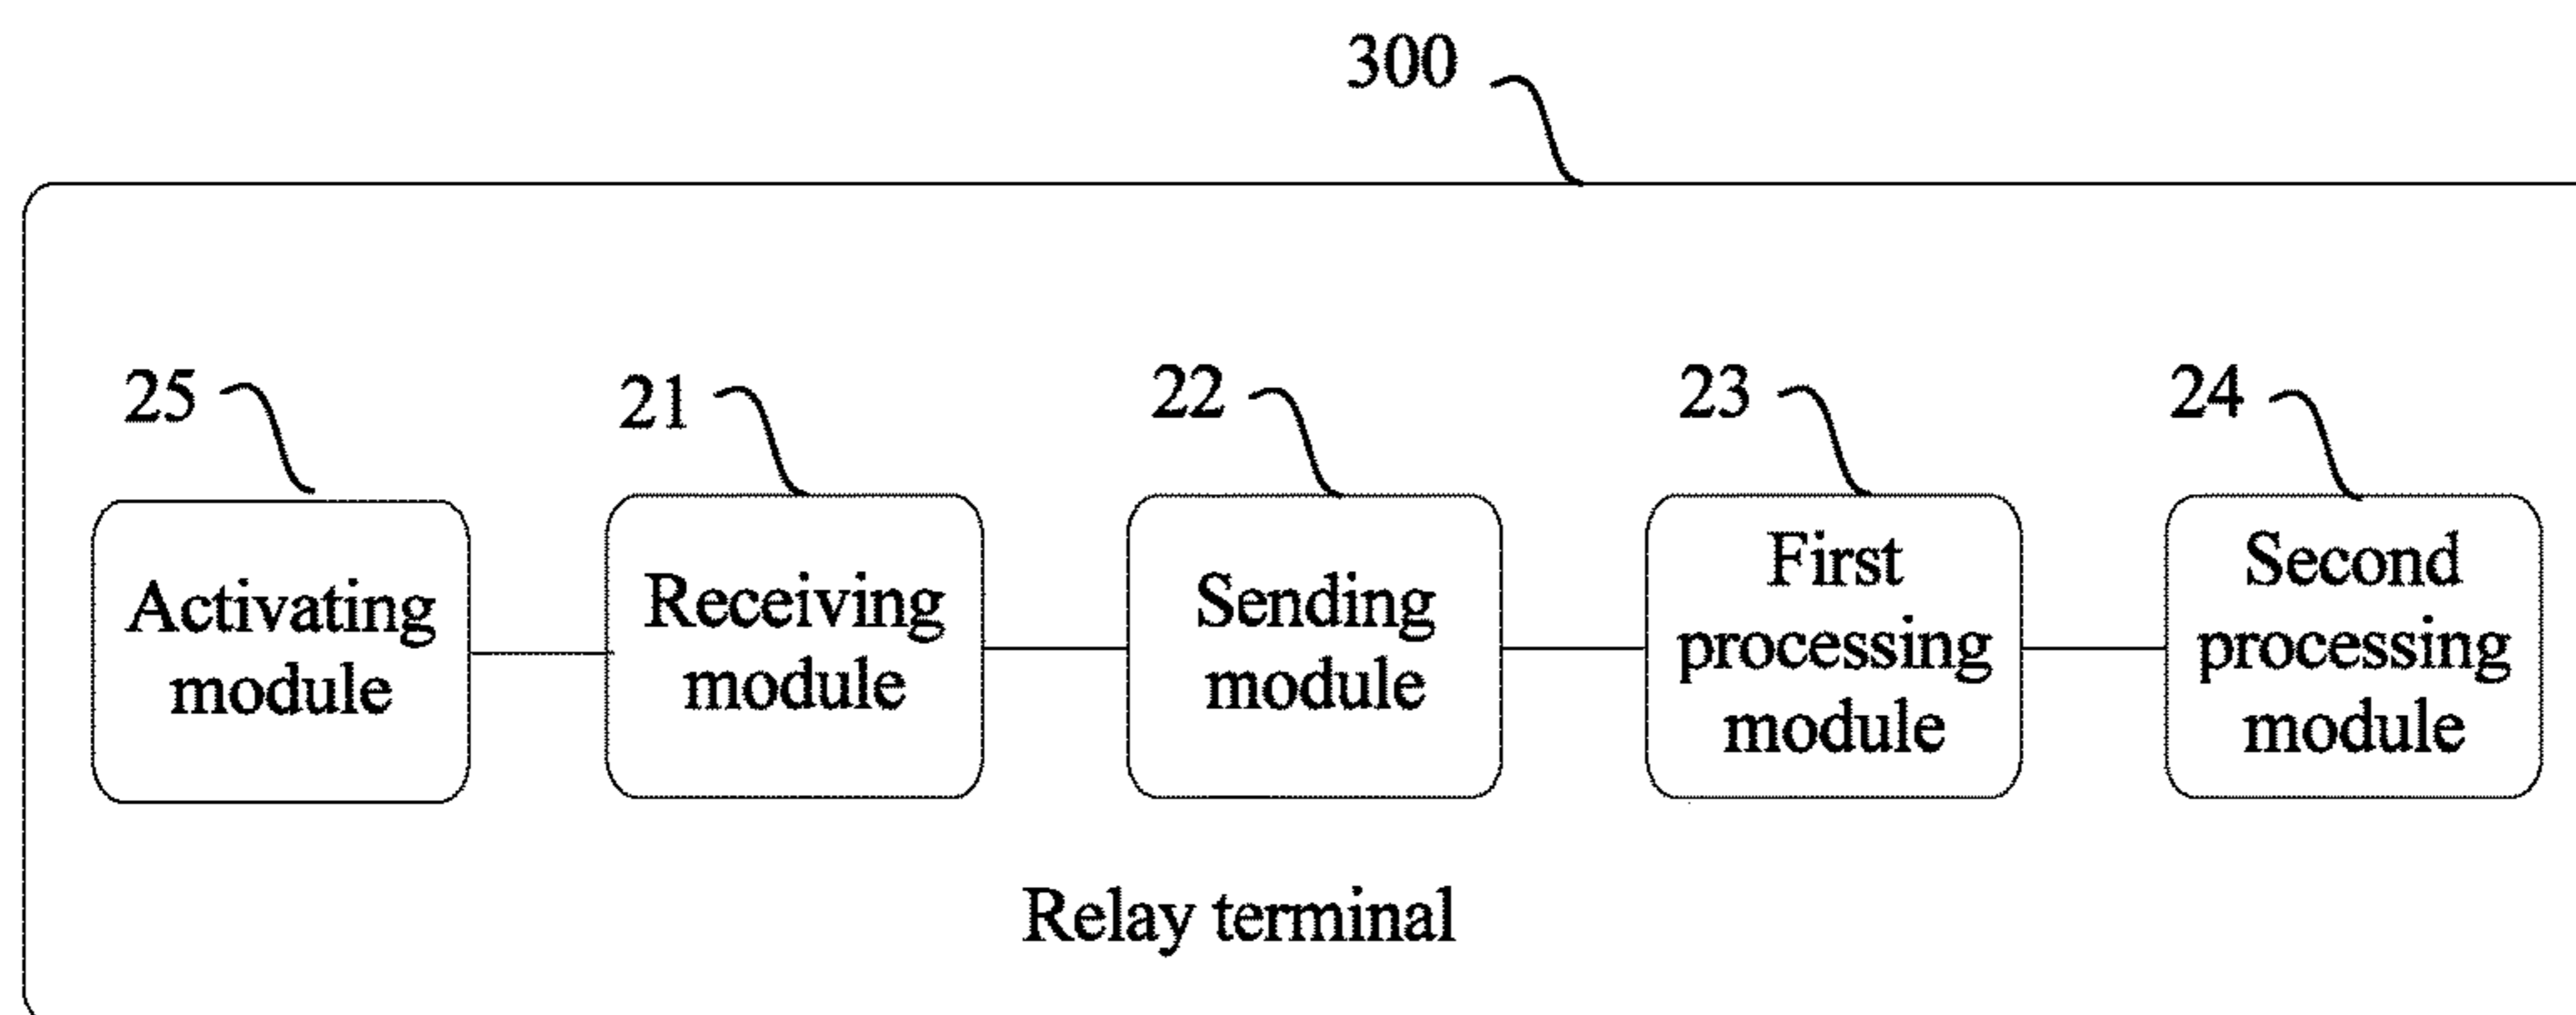 300
25
21
22
23
24
Activating
module
Receiving
module
Sending
module
First
processing
module
Second
processing
module
Relay terminal